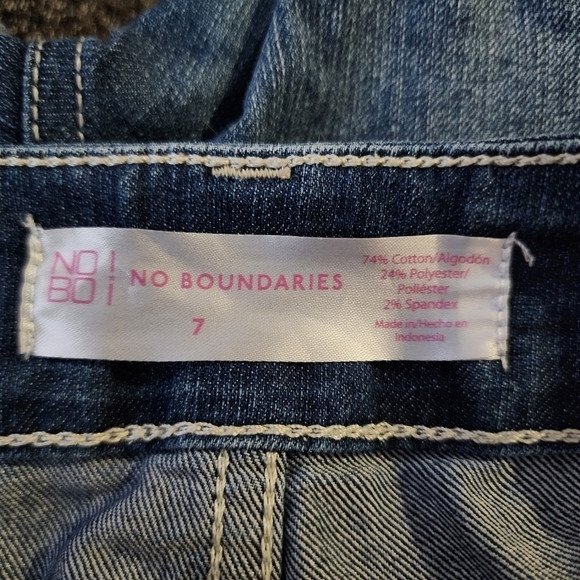 NO
BO
NO BOUNDARIES
7
74% Cotton/Algodón
24% Polyester/
Poliéster
2% Spandex
Made in/Hecho en
Indonesia